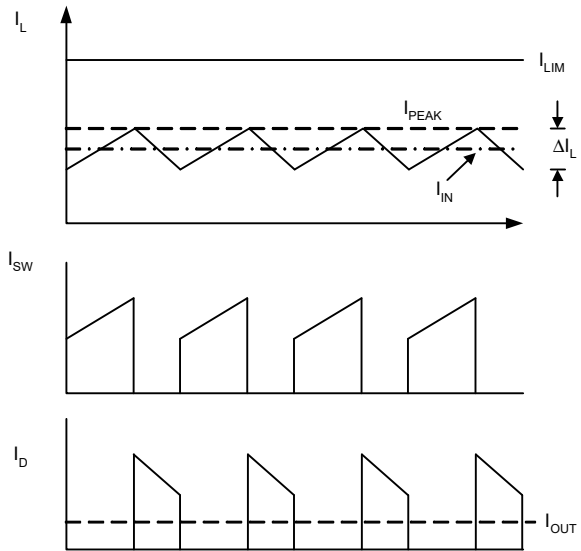 I_L
I_LIM
I_PEAK
ΔI_L
I_IN
I_SW
I_D
I_OUT